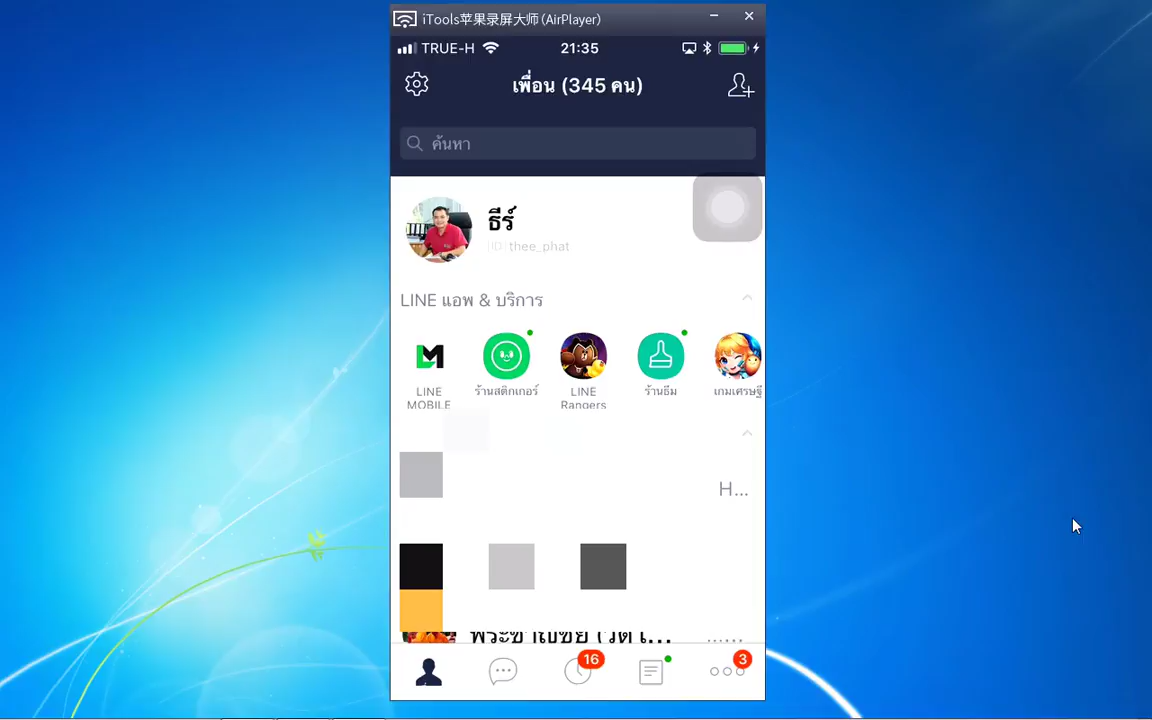 iTools苹果录屏大师(AirPlayer)
TRUE-H 21:35
เพื่อน (345 คน)
ค้นหา
ธีร์
ID thee_phat
LINE แอพ & บริการ
LINE MOBILE
ร้านสติกเกอร์
LINE Rangers
ร้านธีม
เกมเศรษฐี
H...
16
3